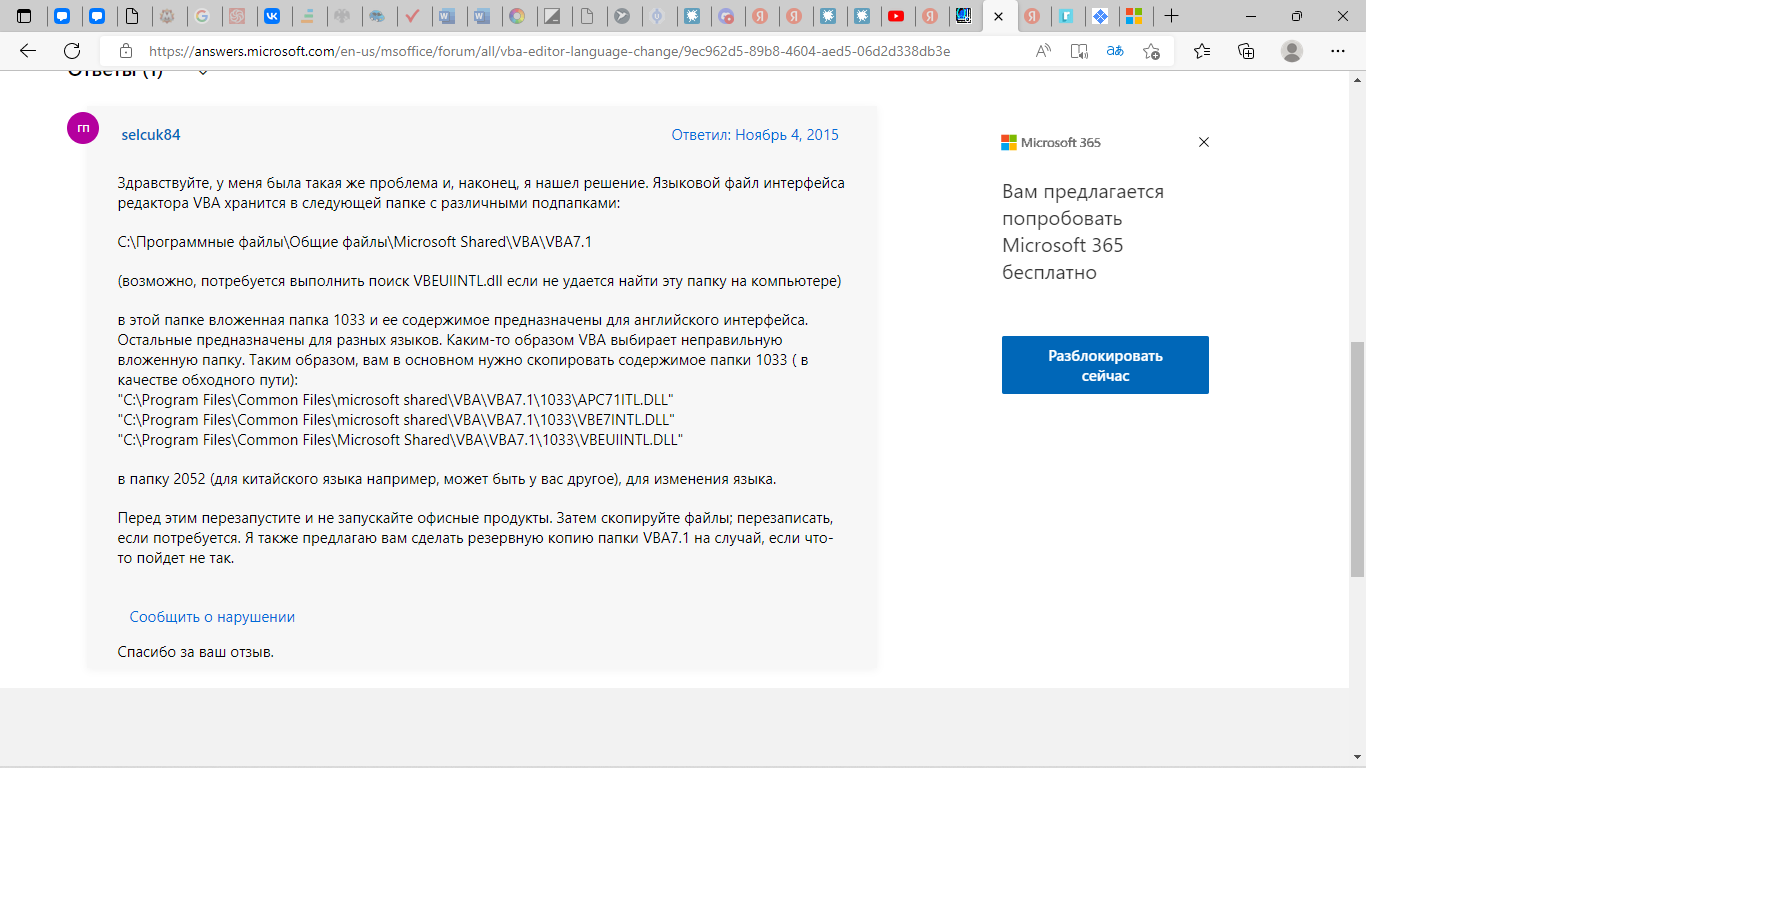 https://answers.microsoft.com/en-us/msoffice/forum/all/vba-editor-language-change/9ec962d5-89b8-4604-aed5-06d2d338db3e
Ответы (1)
гп
selcuk84
Ответил: Ноябрь 4, 2015
Здравствуйте, у меня была такая же проблема и, наконец, я нашел решение. Языковой файл интерфейса
редактора VBA хранится в следующей папке с различными подпапками:
C:\Программные файлы\Общие файлы\Microsoft Shared\VBA\VBA7.1
(возможно, потребуется выполнить поиск VBEUIINTL.dll если не удается найти эту папку на компьютере)
в этой папке вложенная папка 1033 и ее содержимое предназначены для английского интерфейса.
Остальные предназначены для разных языков. Каким-то образом VBA выбирает неправильную
вложенную папку. Таким образом, вам в основном нужно скопировать содержимое папки 1033 ( в
качестве обходного пути):
"C:\Program Files\Common Files\microsoft shared\VBA\VBA7.1\1033\APC71ITL.DLL"
"C:\Program Files\Common Files\microsoft shared\VBA\VBA7.1\1033\VBE7INTL.DLL"
"C:\Program Files\Common Files\Microsoft Shared\VBA\VBA7.1\1033\VBEUIINTL.DLL"
в папку 2052 (для китайского языка например, может быть у вас другое), для изменения языка.
Перед этим перезапустите и не запускайте офисные продукты. Затем скопируйте файлы; перезаписать,
если потребуется. Я также предлагаю вам сделать резервную копию папки VBA7.1 на случай, если что-
то пойдет не так.
Сообщить о нарушении
Спасибо за ваш отзыв.
Microsoft 365
Вам предлагается
попробовать
Microsoft 365
бесплатно
Разблокировать
сейчас